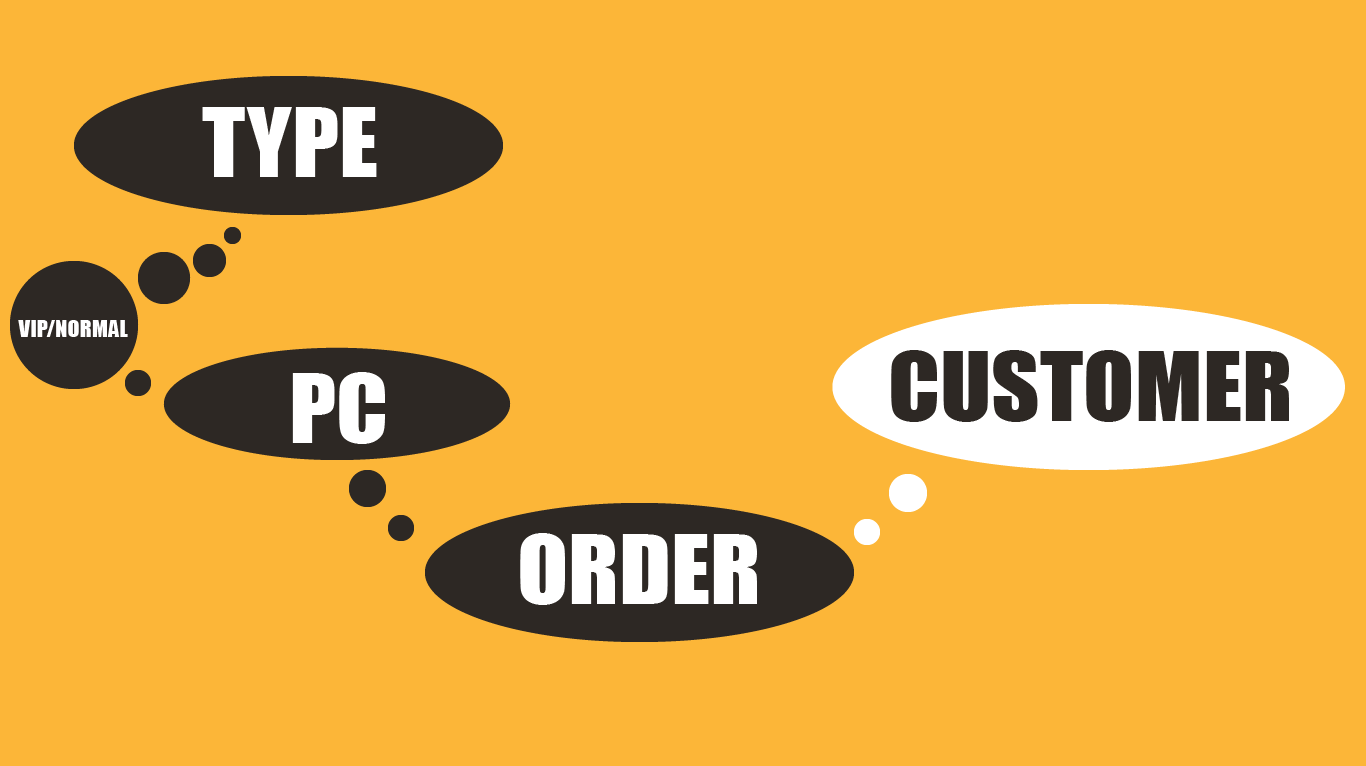 TYPE
VIP/NORMAL
PC
CUSTOMER
ORDER